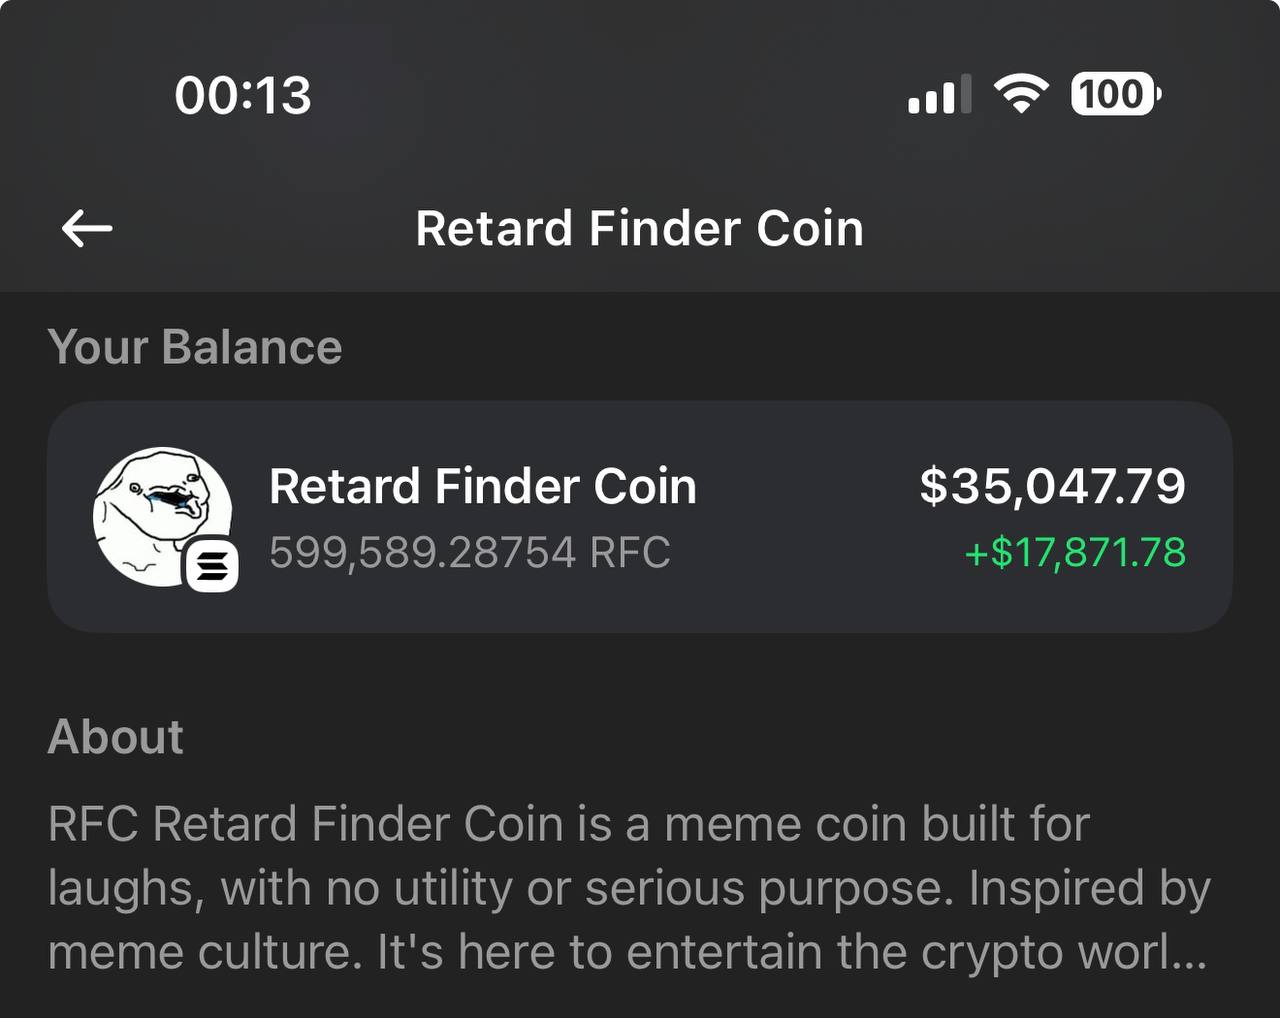 00:13
100
Retard Finder Coin
Your Balance
Retard Finder Coin
$35,047.79
599,589.28754 RFC
+$17,871.78
About
RFC Retard Finder Coin is a meme coin built for
laughs, with no utility or serious purpose. Inspired by
meme culture. It's here to entertain the crypto worl...